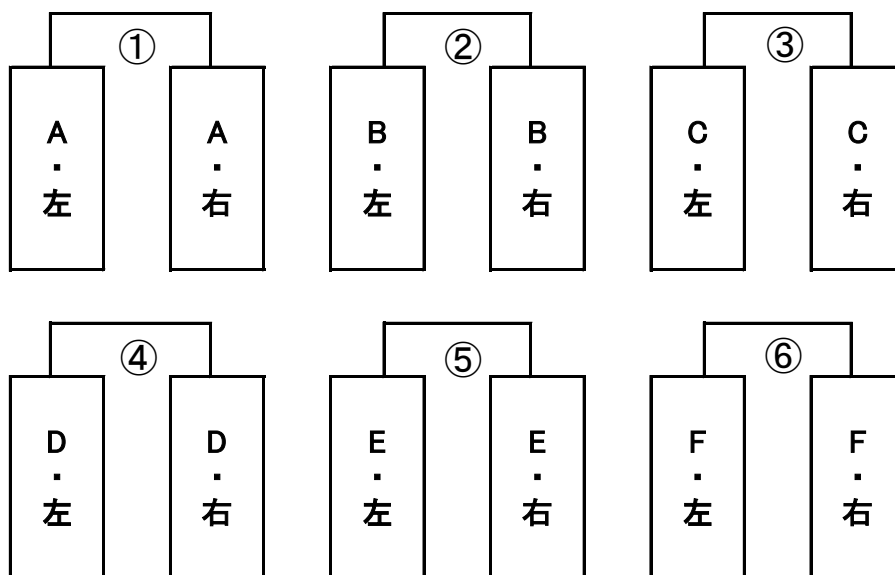 ①
②
③
A・左
A・右
B・左
B・右
C・左
C・右
④
⑤
⑥
D・左
D・右
E・左
E・右
F・左
F・右